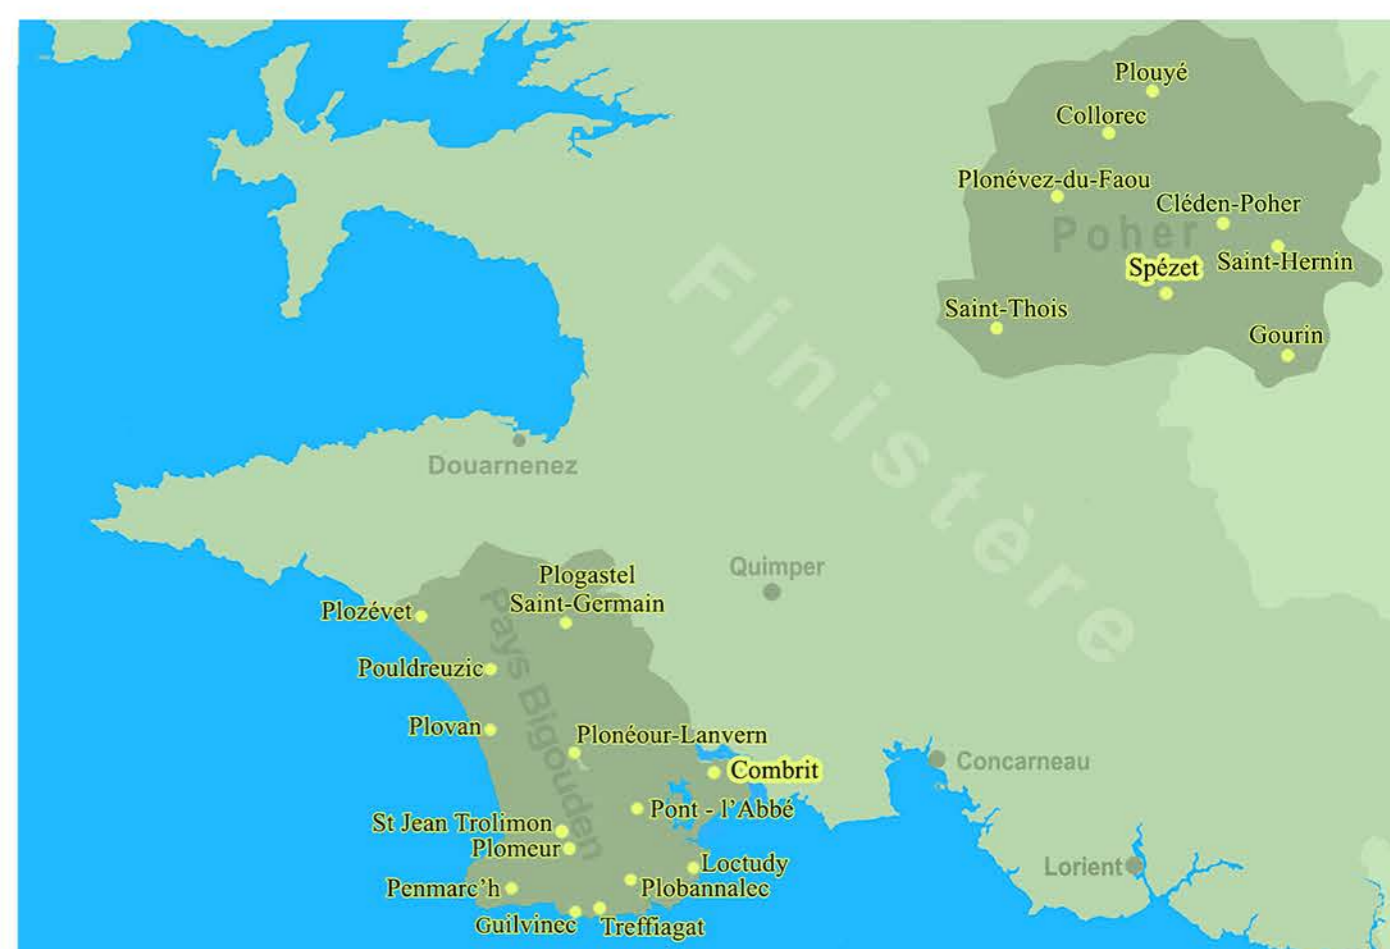 Plouyé
Collorec
Plonévez-du-Faou
Cléden-Poher
Poher
Saint-Hernin
Spézet
Saint-Thois
Gourin
Finistère
Douarnenez
Quimper
Plogastel
Saint-Germain
Plozévet
Pays Bigouden
Pouldreuzic
Plovan
Plonéour-Lanvern
Combrit
Concarneau
Pont - l'Abbé
St Jean Trolimon
Plomeur
Loctudy
Lorient
Penmarc'h
Plobannalec
Guilvinec
Treffiagat